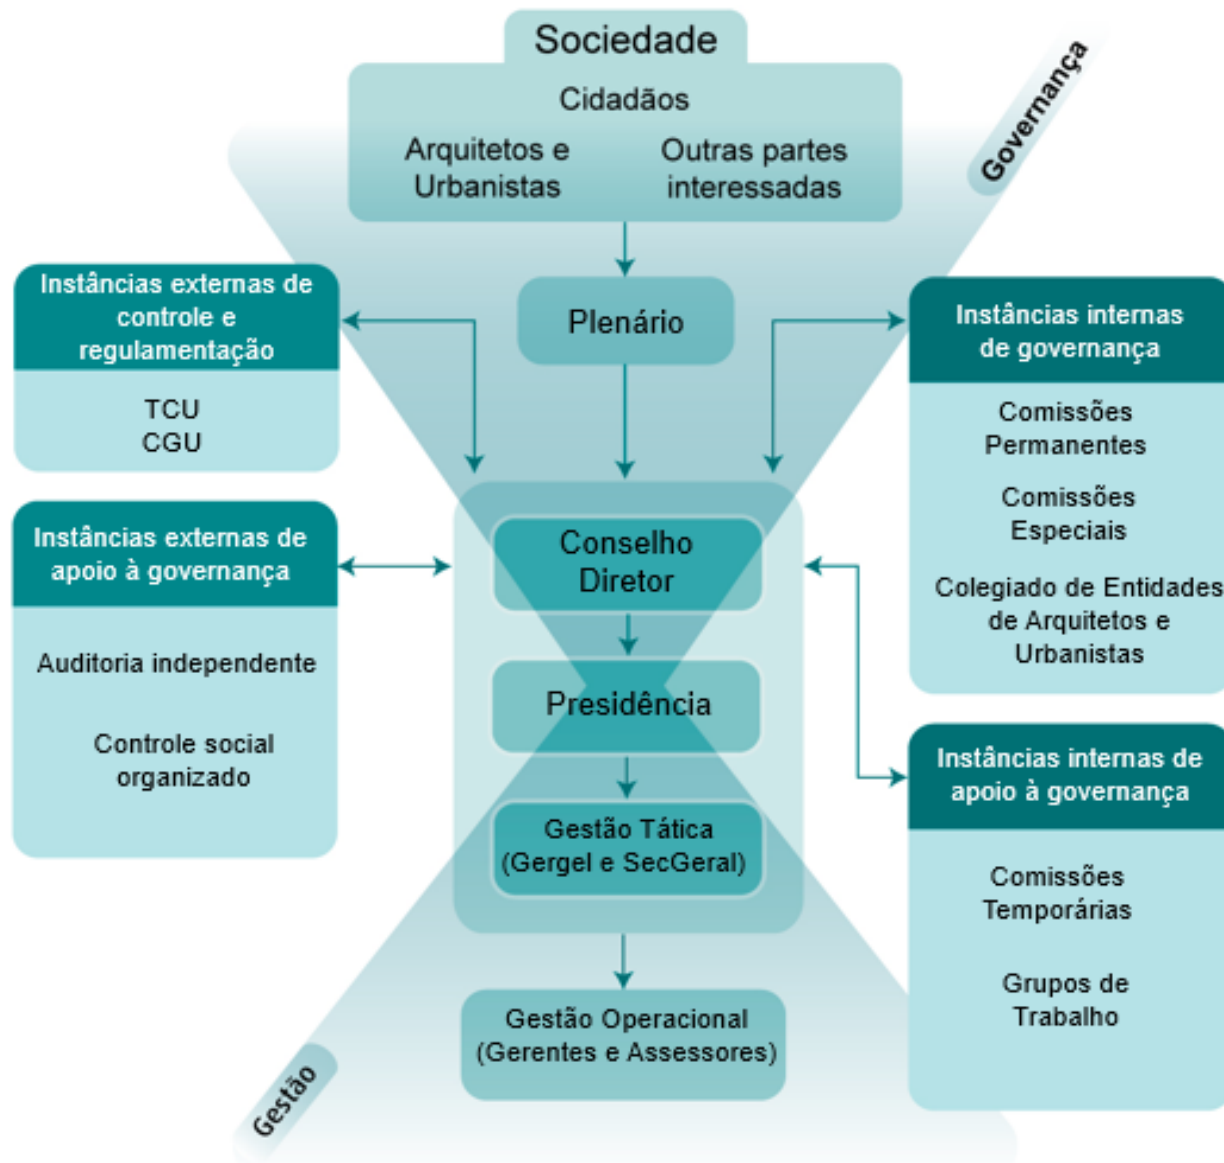 Sociedade
Cidadãos
Arquitetos e
Urbanistas
Outras partes
interessadas
Governança
Instâncias externas de
controle e
regulamentação
TCU
CGU
Plenário
Instâncias internas
de governança
Comissões
Permanentes
Comissões
Especiais
Colegiado de Entidades
de Arquitetos e
Urbanistas
Instâncias externas de
apoio à governança
Auditoria independente
Controle social
organizado
Conselho
Diretor
Presidência
Gestão Tática
(Gergel e SecGeral)
Instâncias internas de
apoio à governança
Comissões
Temporárias
Grupos de
Trabalho
Gestão Operacional
(Gerentes e Assessores)
Gestão